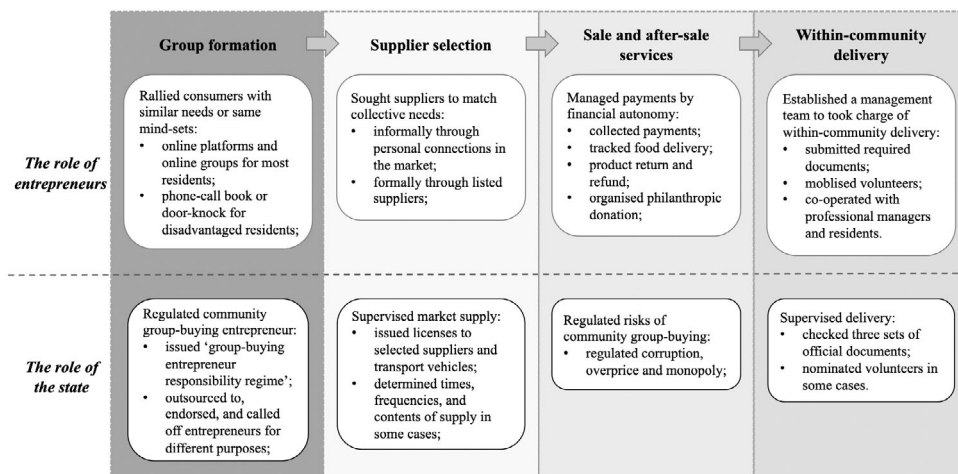 Group formation
Supplier selection
Sale and after-sale
services
Within-community
delivery
The role of
entrepreneurs
Rallied consumers with
similar needs or same
mind-sets:
• online platforms and
online groups for most
residents;
• phone-call book or
door-knock for
disadvantaged residents;
Sought suppliers to match
collective needs:
• informally through
personal connections in
the market;
• formally through listed
suppliers;
Managed payments by
financial autonomy:
• collected payments;
• tracked food delivery;
• product return and
refund;
• organised philanthropic
donation;
Established a management
team to took charge of
within-community delivery:
• submitted required
documents;
• moblised volunteers;
• co-operated with
professional managers
and residents.
The role of
the state
Regulated community
group-buying entrepreneur:
• issued ‘group-buying
entrepreneur
responsibility regime’;
• outsourced to,
endorsed, and called
off entrepreneurs for
different purposes;
Supervised market supply:
• issued licenses to
selected suppliers and
transport vehicles;
• determined times,
frequencies, and
contents of supply in
some cases;
Regulated risks of
community group-buying:
• regulated corruption,
overprice and monopoly;
Supervised delivery:
• checked three sets of
official documents;
• nominated volunteers in
some cases.